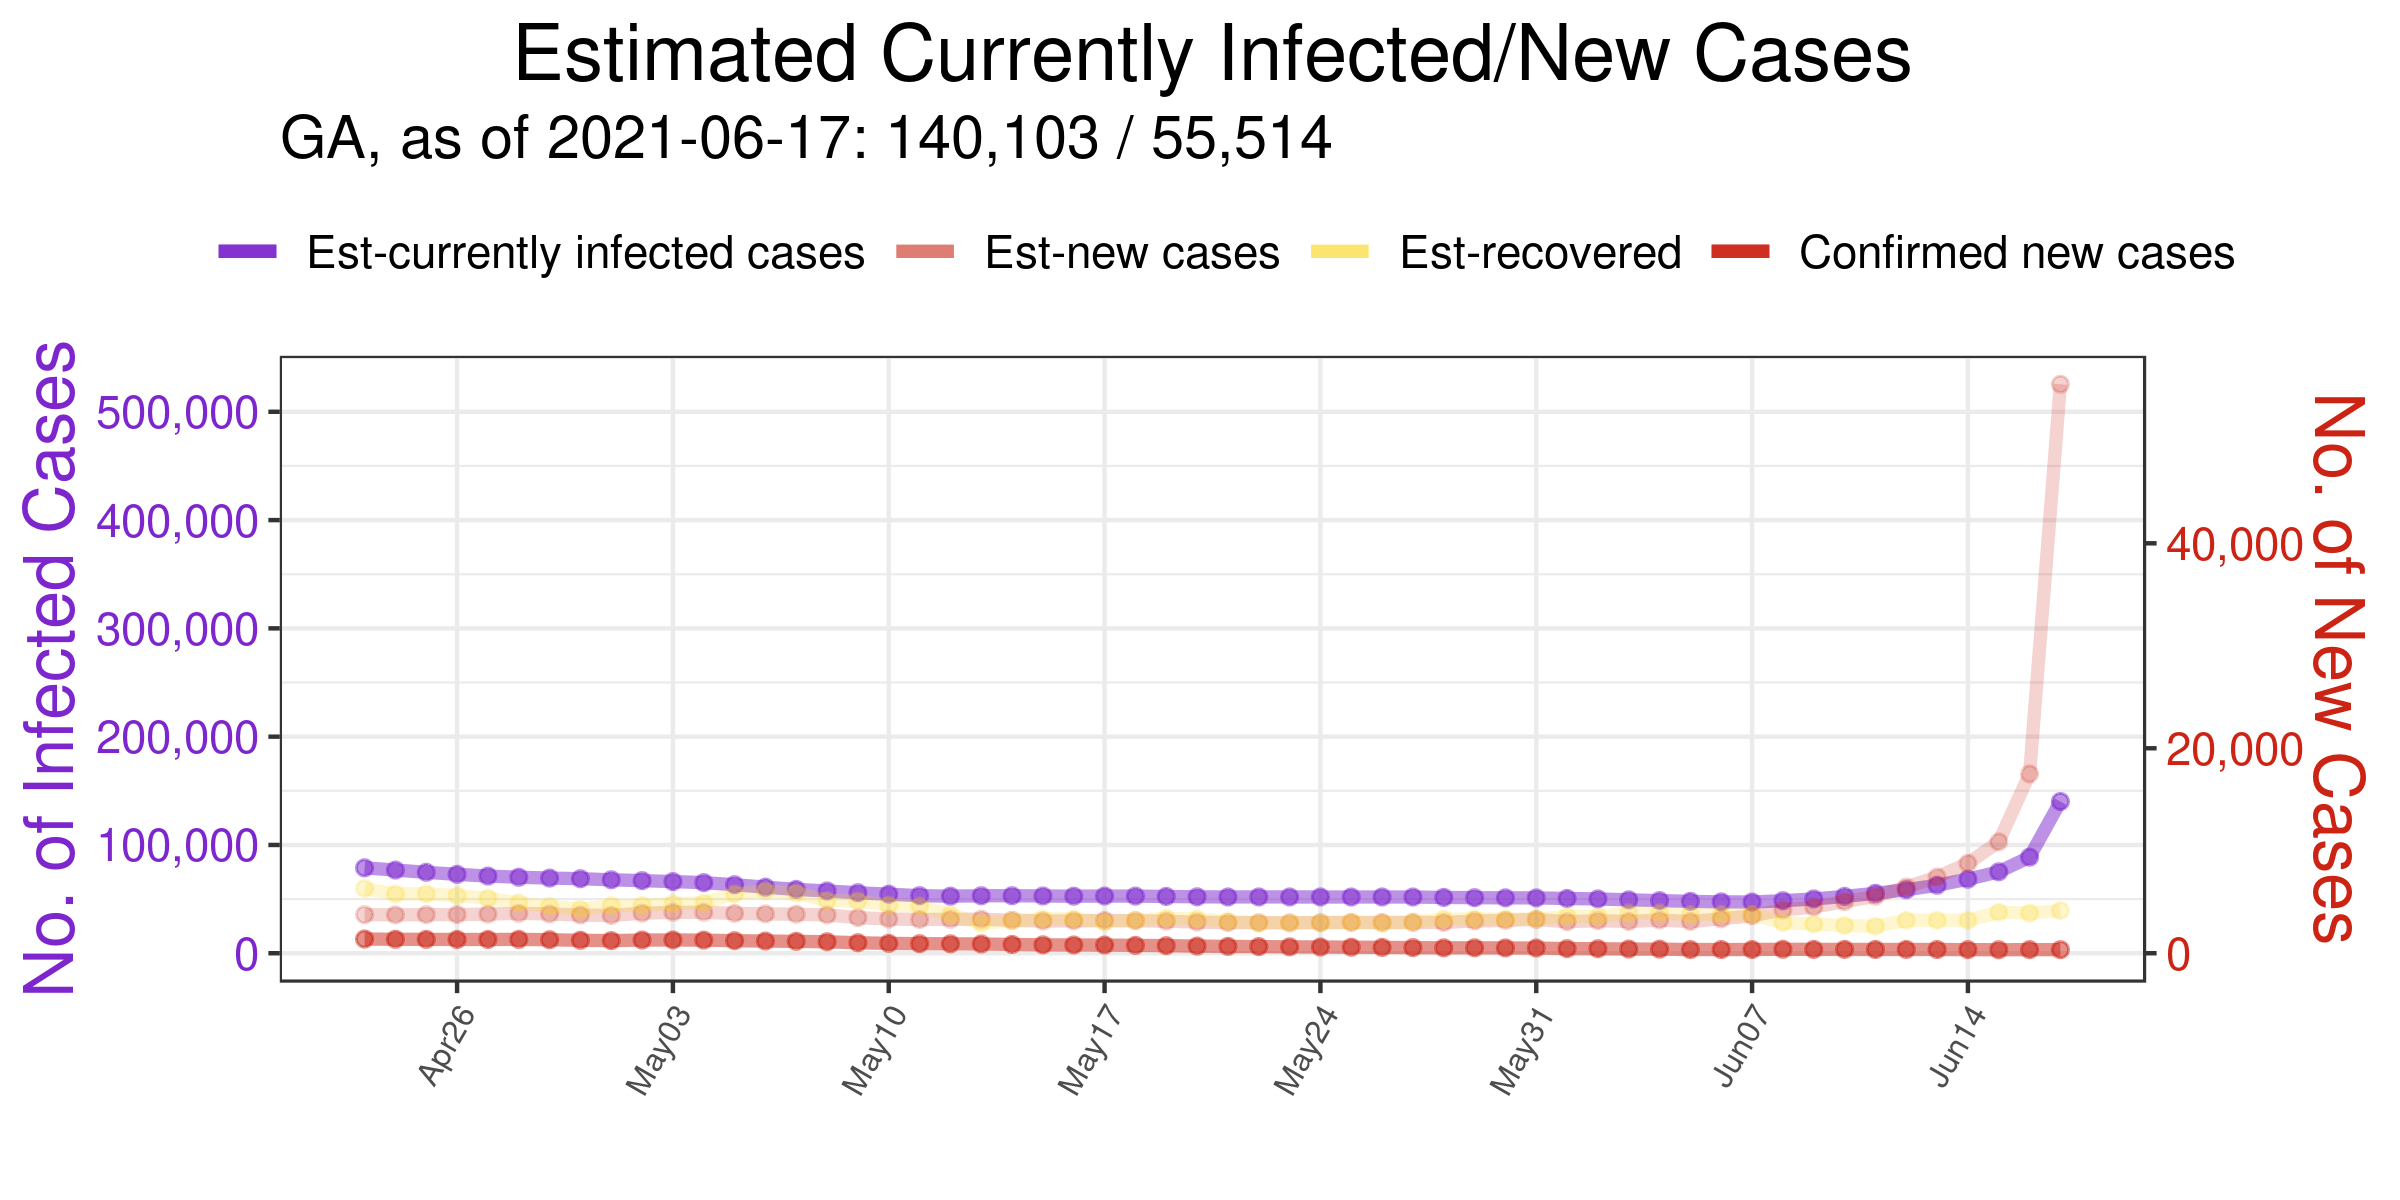 Estimated Currently Infected/New Cases
GA, as of 2021-06-17: 140,103 / 55,514
Est-currently infected cases Est-new cases Est-recovered Confirmed new cases
No. of Infected Cases
500,000
400,000
300,000
200,000
100,000
0
40,000
20,000
0
No. of New Cases
Apr26 May03 May10 May17 May24 May31 Jun07 Jun14